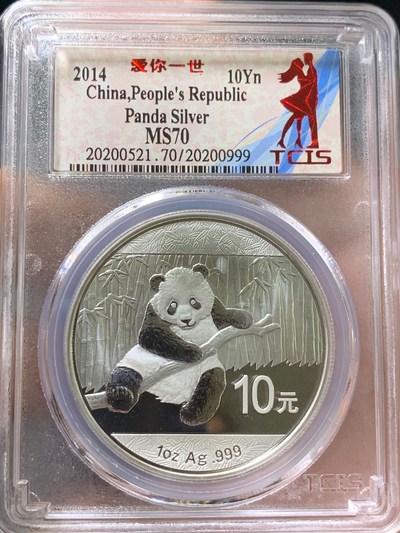 爱你一世
2014 10Yn
China,People's Republic
Panda Silver
MS70
20200521.70/20200999
TCIS
10元
1oz Ag .999
TCIS